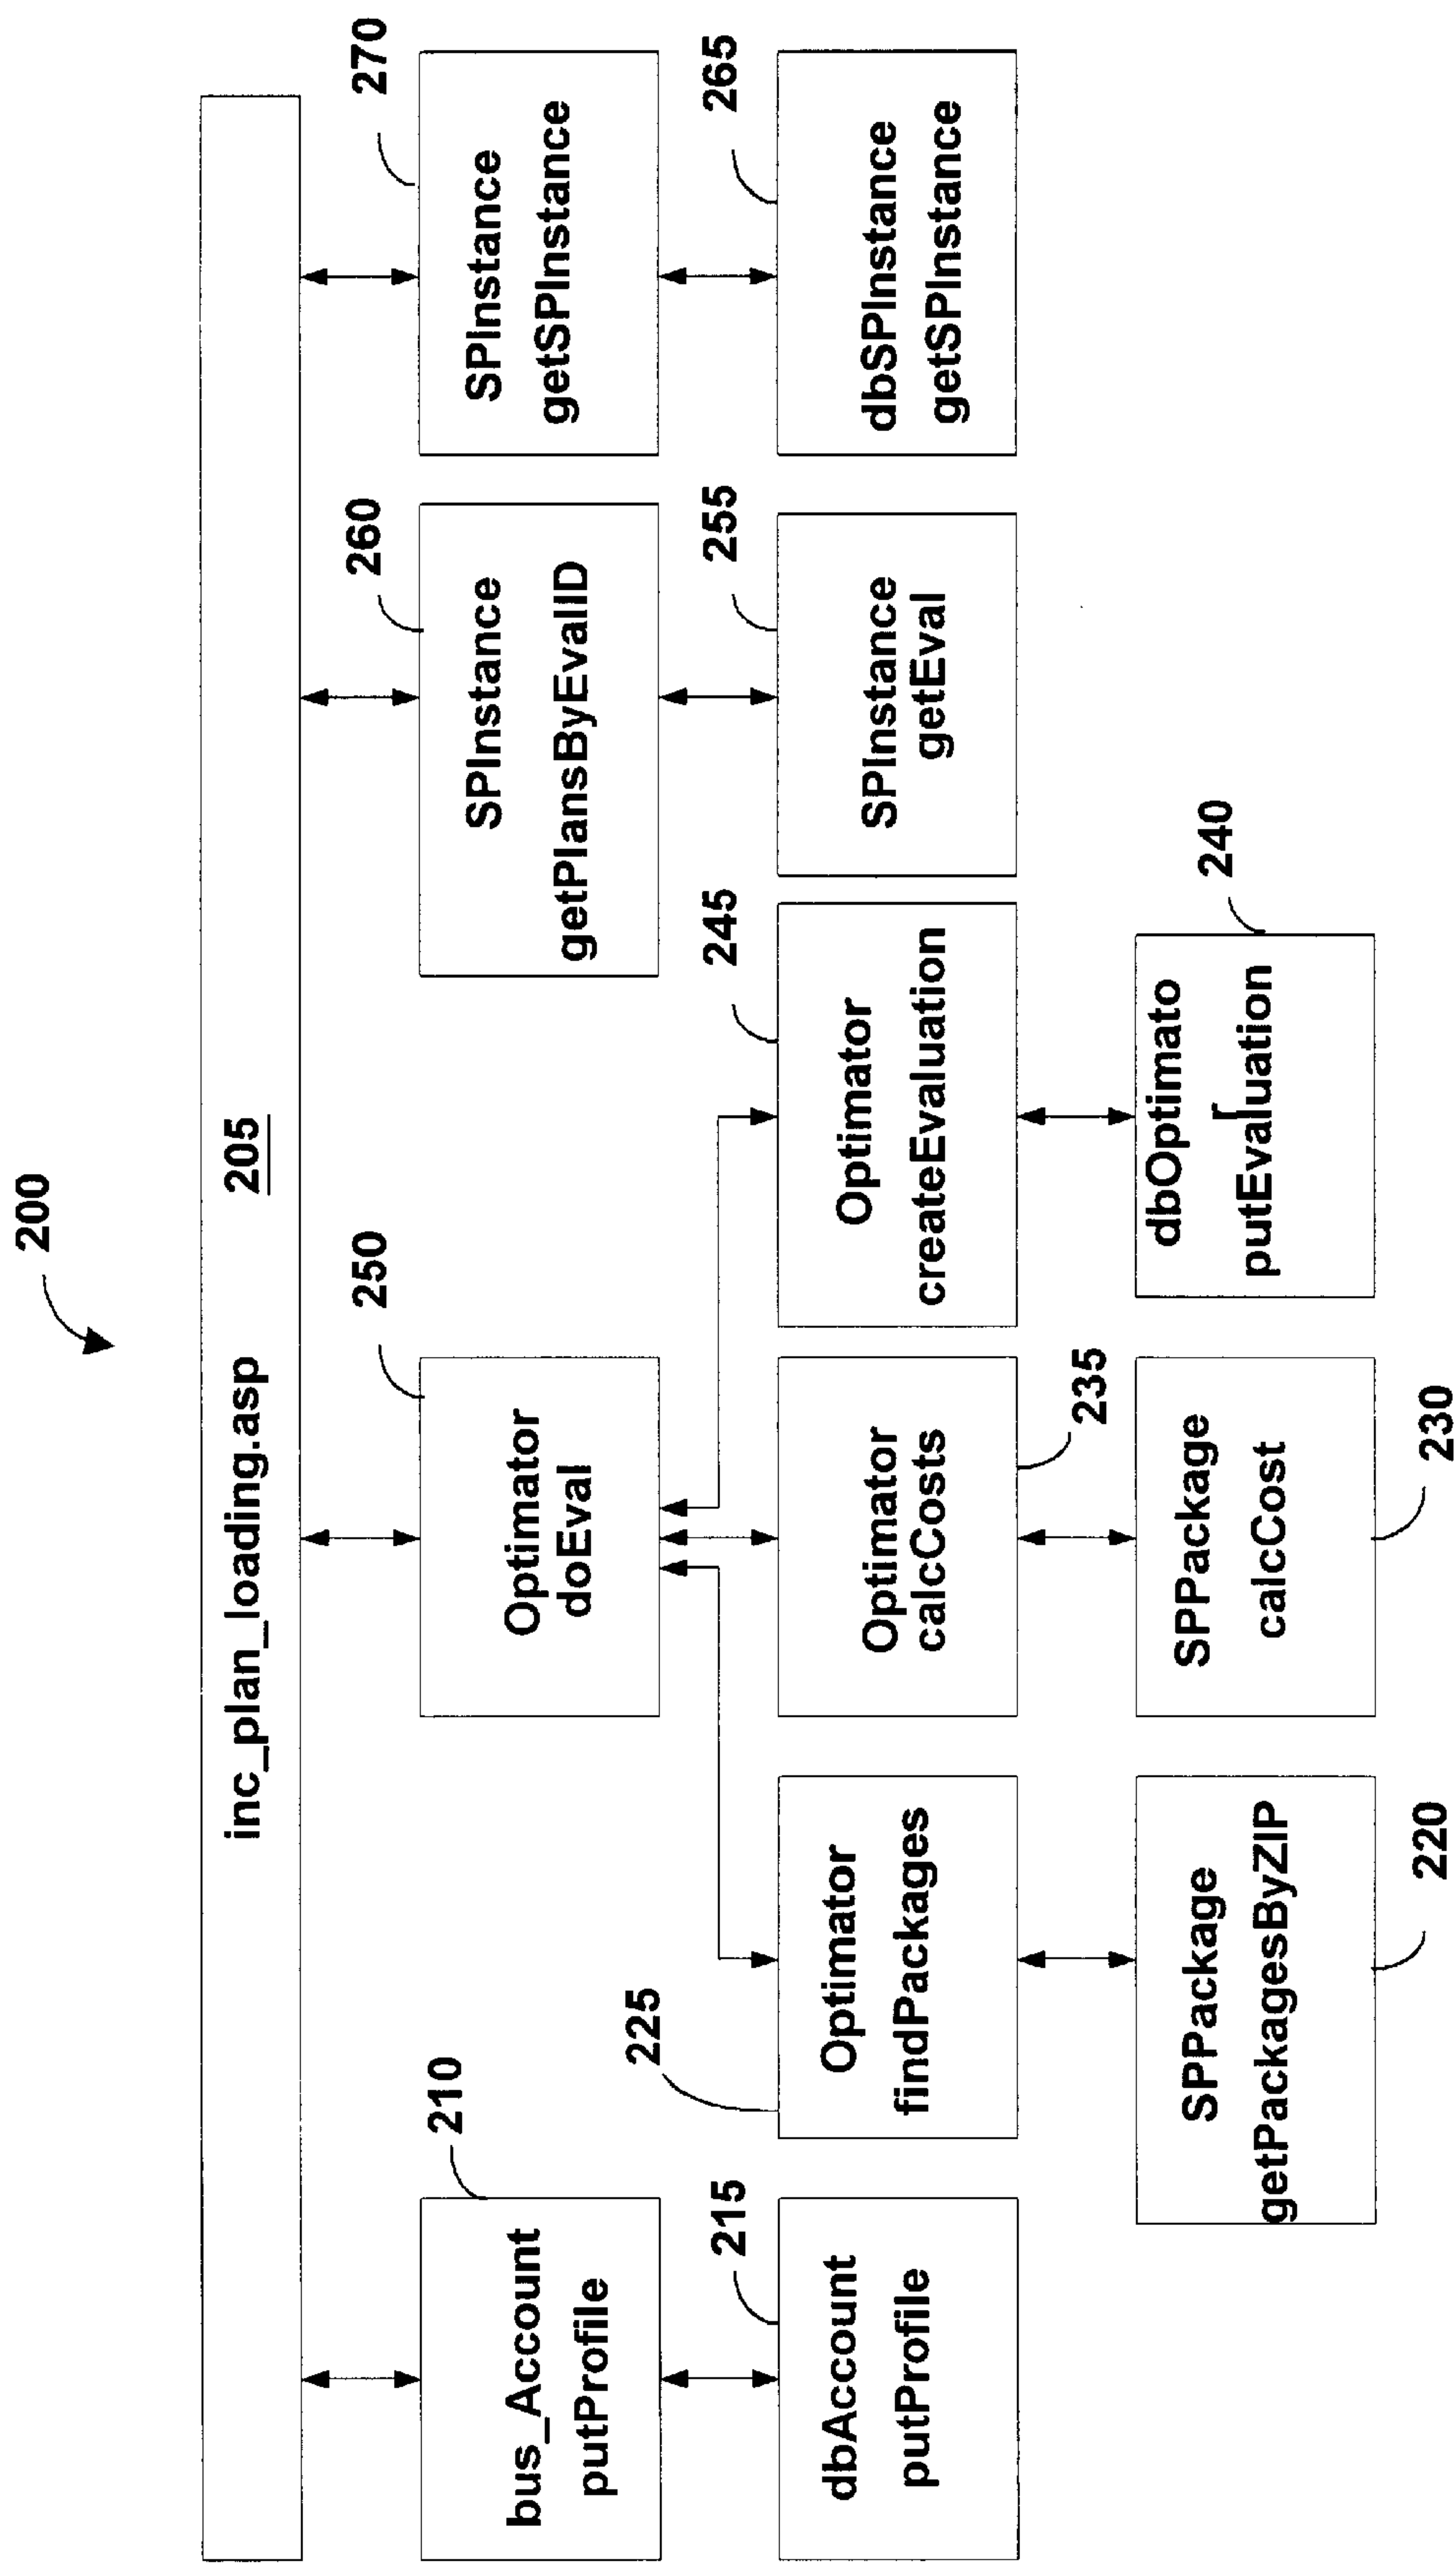 200
inc_plan_loading.asp
205
210
bus_Account
putProfile
250
Optimator
doEval
260
SPInstance
getPlansByEvalID
270
SPInstance
getSPInstance
215
dbAccount
putProfile
225
Optimator
findPackages
Optimator
calcCosts
235
245
Optimator
createEvaluation
255
SPInstance
getEval
265
dbSPInstance
getSPInstance
SPPackage
getPackagesByZIP
220
SPPackage
calcCost
230
240
dbOptimato
r
putEvaluation